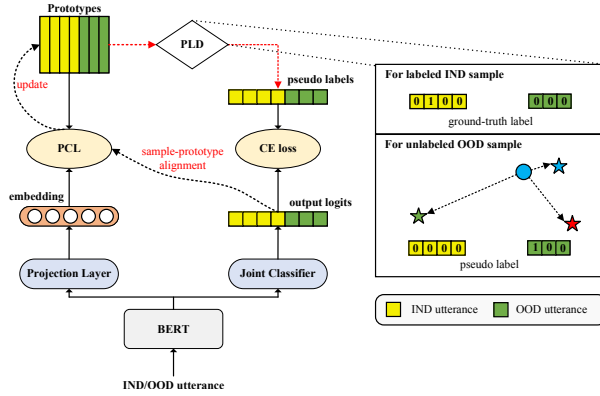 Prototypes
PLD
update
pseudo labels
PCL
CE loss
sample-prototype
alignment
embedding
output logits
Projection Layer
Joint Classifier
BERT
IND/OOD utterance
For labeled IND sample
0 1 0 0
0 0 0
ground-truth label
For unlabeled OOD sample
0 0 0 0
1 0 0
pseudo label
IND utterance
OOD utterance